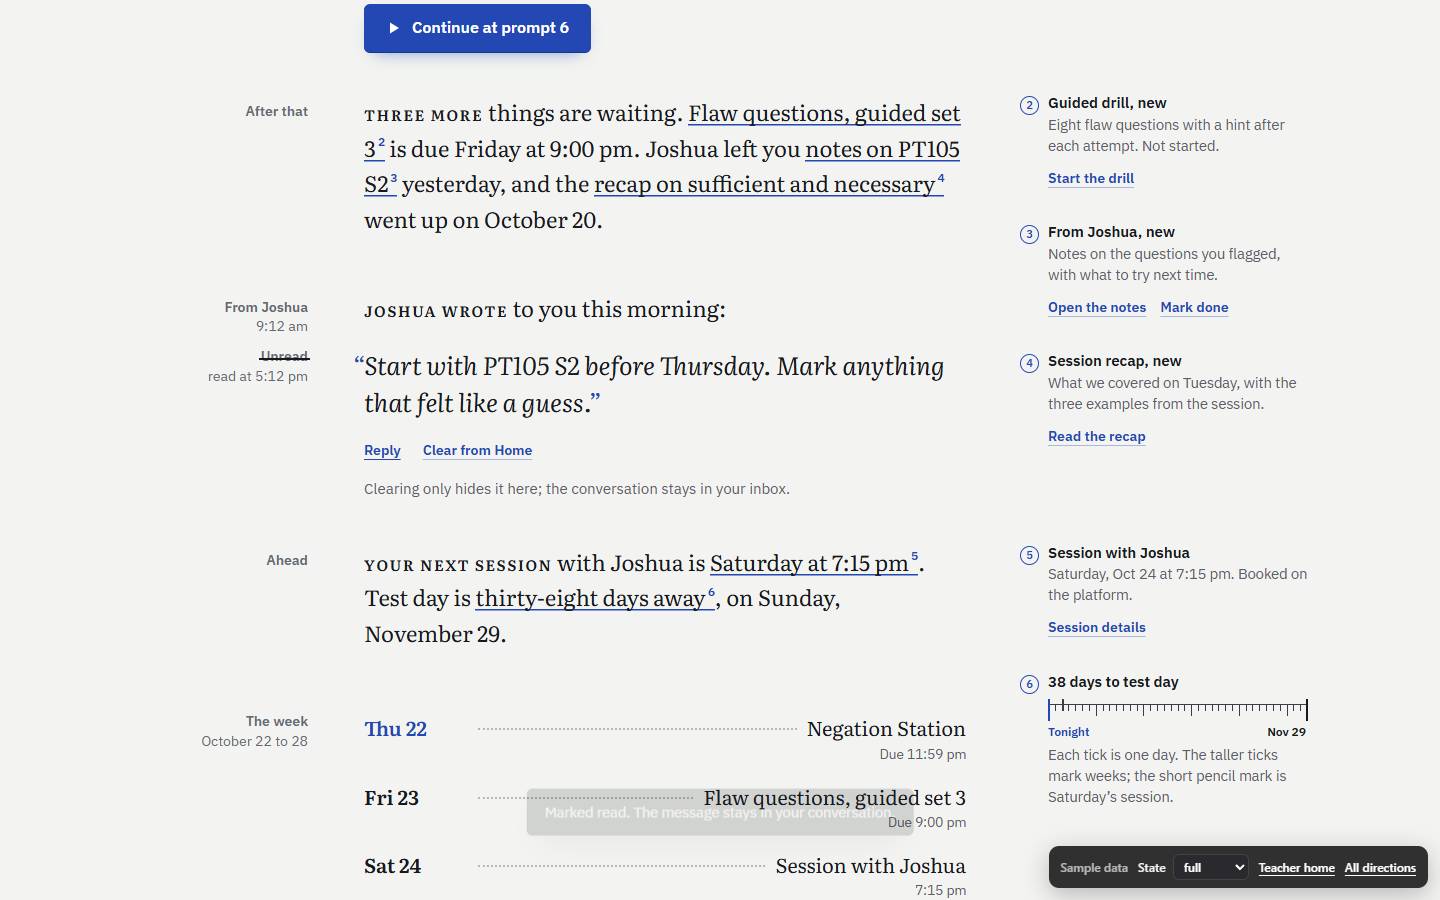 Continue at prompt 6
After that
THREE MORE things are waiting. Flaw questions, guided set
3² is due Friday at 9:00 pm. Joshua left you notes on PT105
S2³ yesterday, and the recap on sufficient and necessary⁴
went up on October 20.
2 Guided drill, new
Eight flaw questions with a hint after
each attempt. Not started.
Start the drill
3 From Joshua, new
Notes on the questions you flagged,
with what to try next time.
Open the notes Mark done
4 Session recap, new
What we covered on Tuesday, with the
three examples from the session.
Read the recap
From Joshua
9:12 am
Unread
read at 5:12 pm
JOSHUA WROTE to you this morning:
“Start with PT105 S2 before Thursday. Mark anything
that felt like a guess.”
Reply Clear from Home
Clearing only hides it here; the conversation stays in your inbox.
Ahead
YOUR NEXT SESSION with Joshua is Saturday at 7:15 pm⁵.
Test day is thirty-eight days away⁶, on Sunday,
November 29.
5 Session with Joshua
Saturday, Oct 24 at 7:15 pm. Booked on
the platform.
Session details
6 38 days to test day
Tonight Nov 29
Each tick is one day. The taller ticks
mark weeks; the short pencil mark is
Saturday’s session.
The week
October 22 to 28
Thu 22 Negation Station
Due 11:59 pm
Fri 23 Flaw questions, guided set 3
Due 9:00 pm
Marked read. The message stays in your conversation.
Sat 24 Session with Joshua
7:15 pm
Sample data State full Teacher home All directions